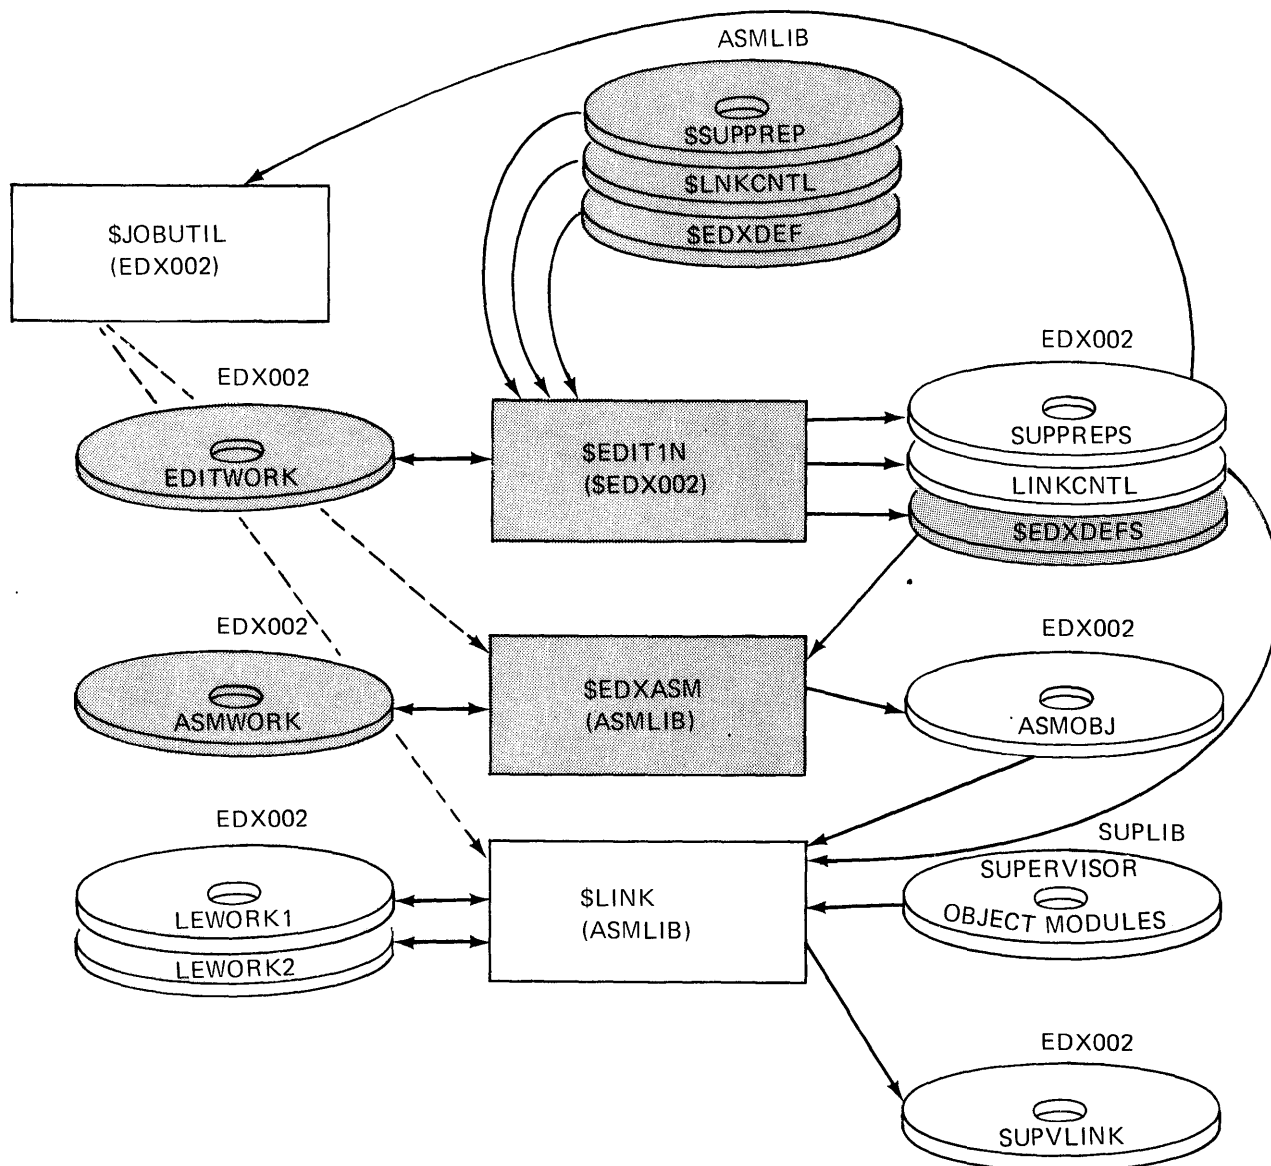 ASMLIB
$SUPPREP
$LNKCNTL
$EDXDEF
$JOBUTIL
(EDX002)
EDX002
EDITWORK
$EDIT1N
($EDX002)
EDX002
SUPPREPS
LINKCNTL
$EDXDEFS
EDX002
ASMWORK
$EDXASM
(ASMLIB)
EDX002
ASMOBJ
EDX002
LEWORK1
LEWORK2
$LINK
(ASMLIB)
SUPLIB
SUPERVISOR
OBJECT MODULES
EDX002
SUPVLINK